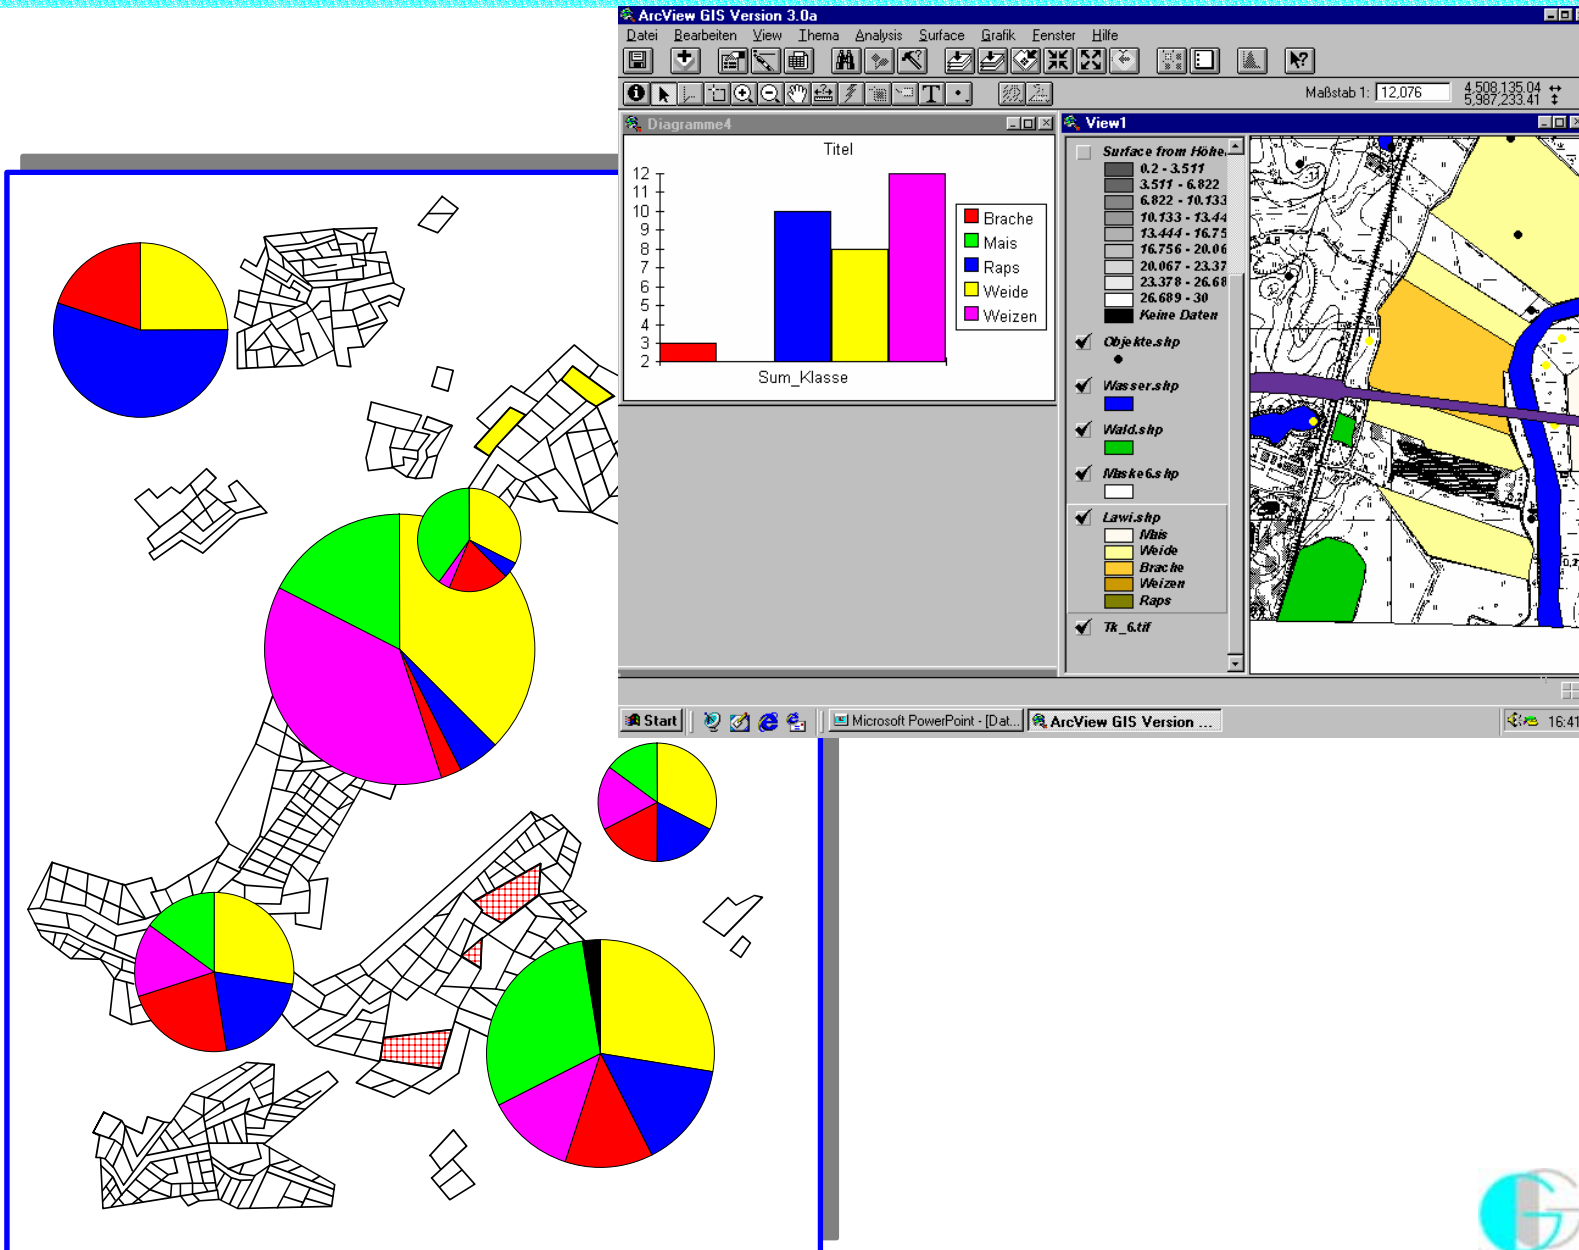 ArcView GIS Version 3.0a
Datei Bearbeiten View Thema Analysis Surface Grafik Fenster Hilfe
Maßstab 1: 12,076 4,508,135.04
5,987,233.41
Diagramme4
Titel
12
11
10
9
8
7
6
5
4
3
2
Sum_Klasse
Brache
Mais
Raps
Weide
Weizen
View1
Surface from Höhe
0.2 - 3.511
3.511 - 6.822
6.822 - 10.133
10.133 - 13.44
13.444 - 16.75
16.756 - 20.06
20.067 - 23.37
23.378 - 26.68
26.689 - 30
Keine Daten
Objekte.shp
Wasser.shp
Wald.shp
Maske6.shp
Lawi.shp
Mais
Weide
Brache
Weizen
Raps
Tk_6.tif
Start Microsoft PowerPoint - [Dat... ArcView GIS Version ... 16:41